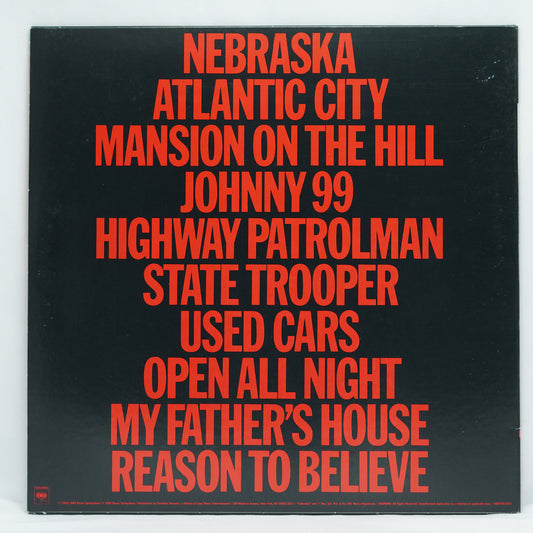 NEBRASKA
ATLANTIC CITY
MANSION ON THE HILL
JOHNNY 99
HIGHWAY PATROLMAN
STATE TROOPER
USED CARS
OPEN ALL NIGHT
MY FATHER'S HOUSE
REASON TO BELIEVE